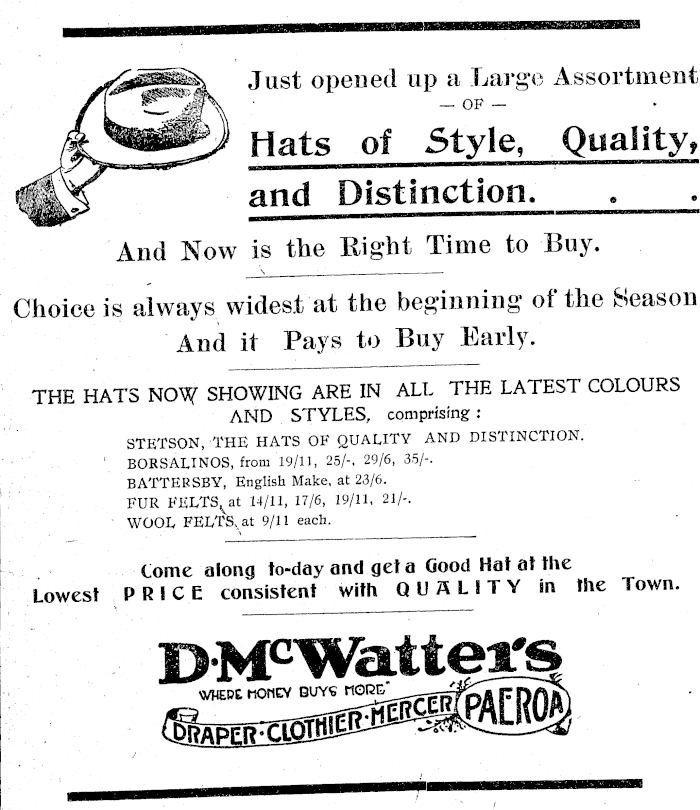 Just opened up a Large Assortment
— OF —
Hats of Style, Quality,
and Distinction. . .
And Now is the Right Time to Buy.
Choice is always widest at the beginning of the Season
And it Pays to Buy Early.
THE HATS NOW SHOWING ARE IN ALL THE LATEST COLOURS
AND STYLES, comprising :
STETSON, THE HATS OF QUALITY AND DISTINCTION.
BORSALINOS, from 19/11, 25/-, 29/6, 35/-.
BATTERSBY, English Make, at 23/6.
FUR FELTS, at 14/11, 17/6, 19/11, 21/-.
WOOL FELTS, at 9/11 each.
Come along to-day and get a Good Hat at the
Lowest PRICE consistent with QUALITY in the Town.
D. McWatters
"WHERE MONEY BUYS MORE"
DRAPER · CLOTHIER · MERCER PAEROA